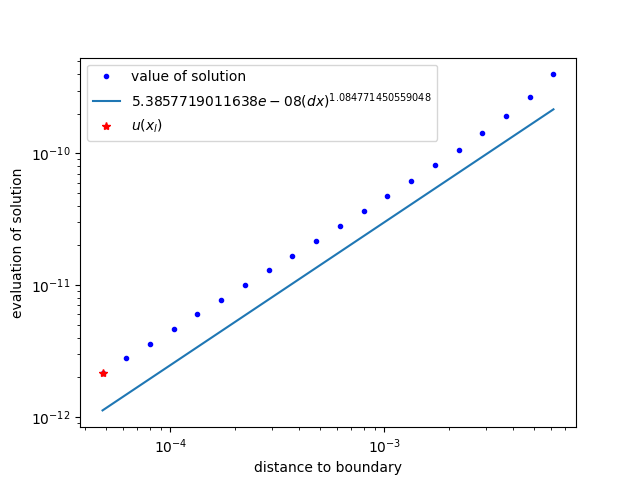 value of solution
5.3857719011638e − 08(dx)^1.084771450559048
u(x_l)
10^−10
10^−11
10^−12
evaluation of solution
10^−4
10^−3
distance to boundary